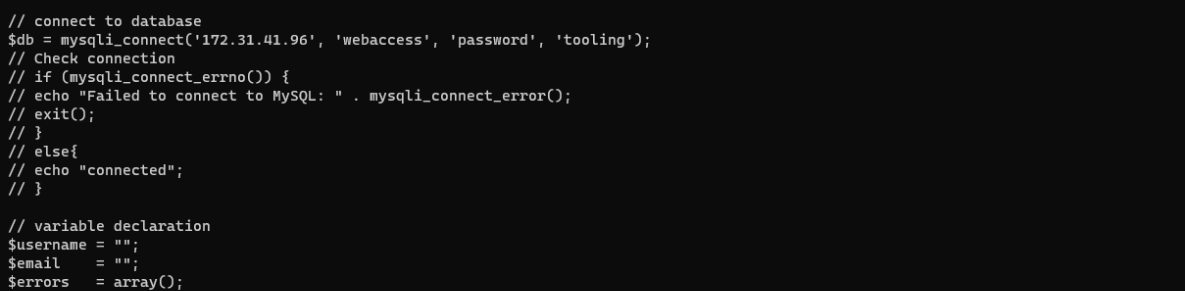 // connect to database
$db = mysqli_connect('172.31.41.96', 'webaccess', 'password', 'tooling');
// Check connection
// if (mysqli_connect_errno()) {
// echo "Failed to connect to MySQL: " . mysqli_connect_error();
// exit();
// }
// else{
// echo "connected";
// }

// variable declaration
$username = "";
$email    = "";
$errors   = array();